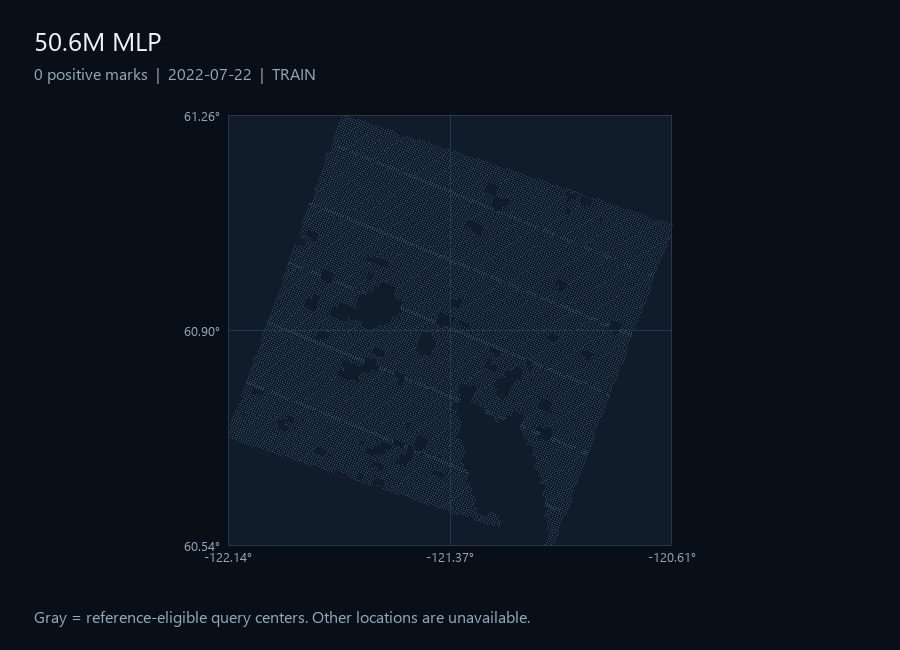 50.6M MLP
0 positive marks | 2022-07-22 | TRAIN
61.26°
60.90°
60.54°
-122.14°
-121.37°
-120.61°
Gray = reference-eligible query centers. Other locations are unavailable.